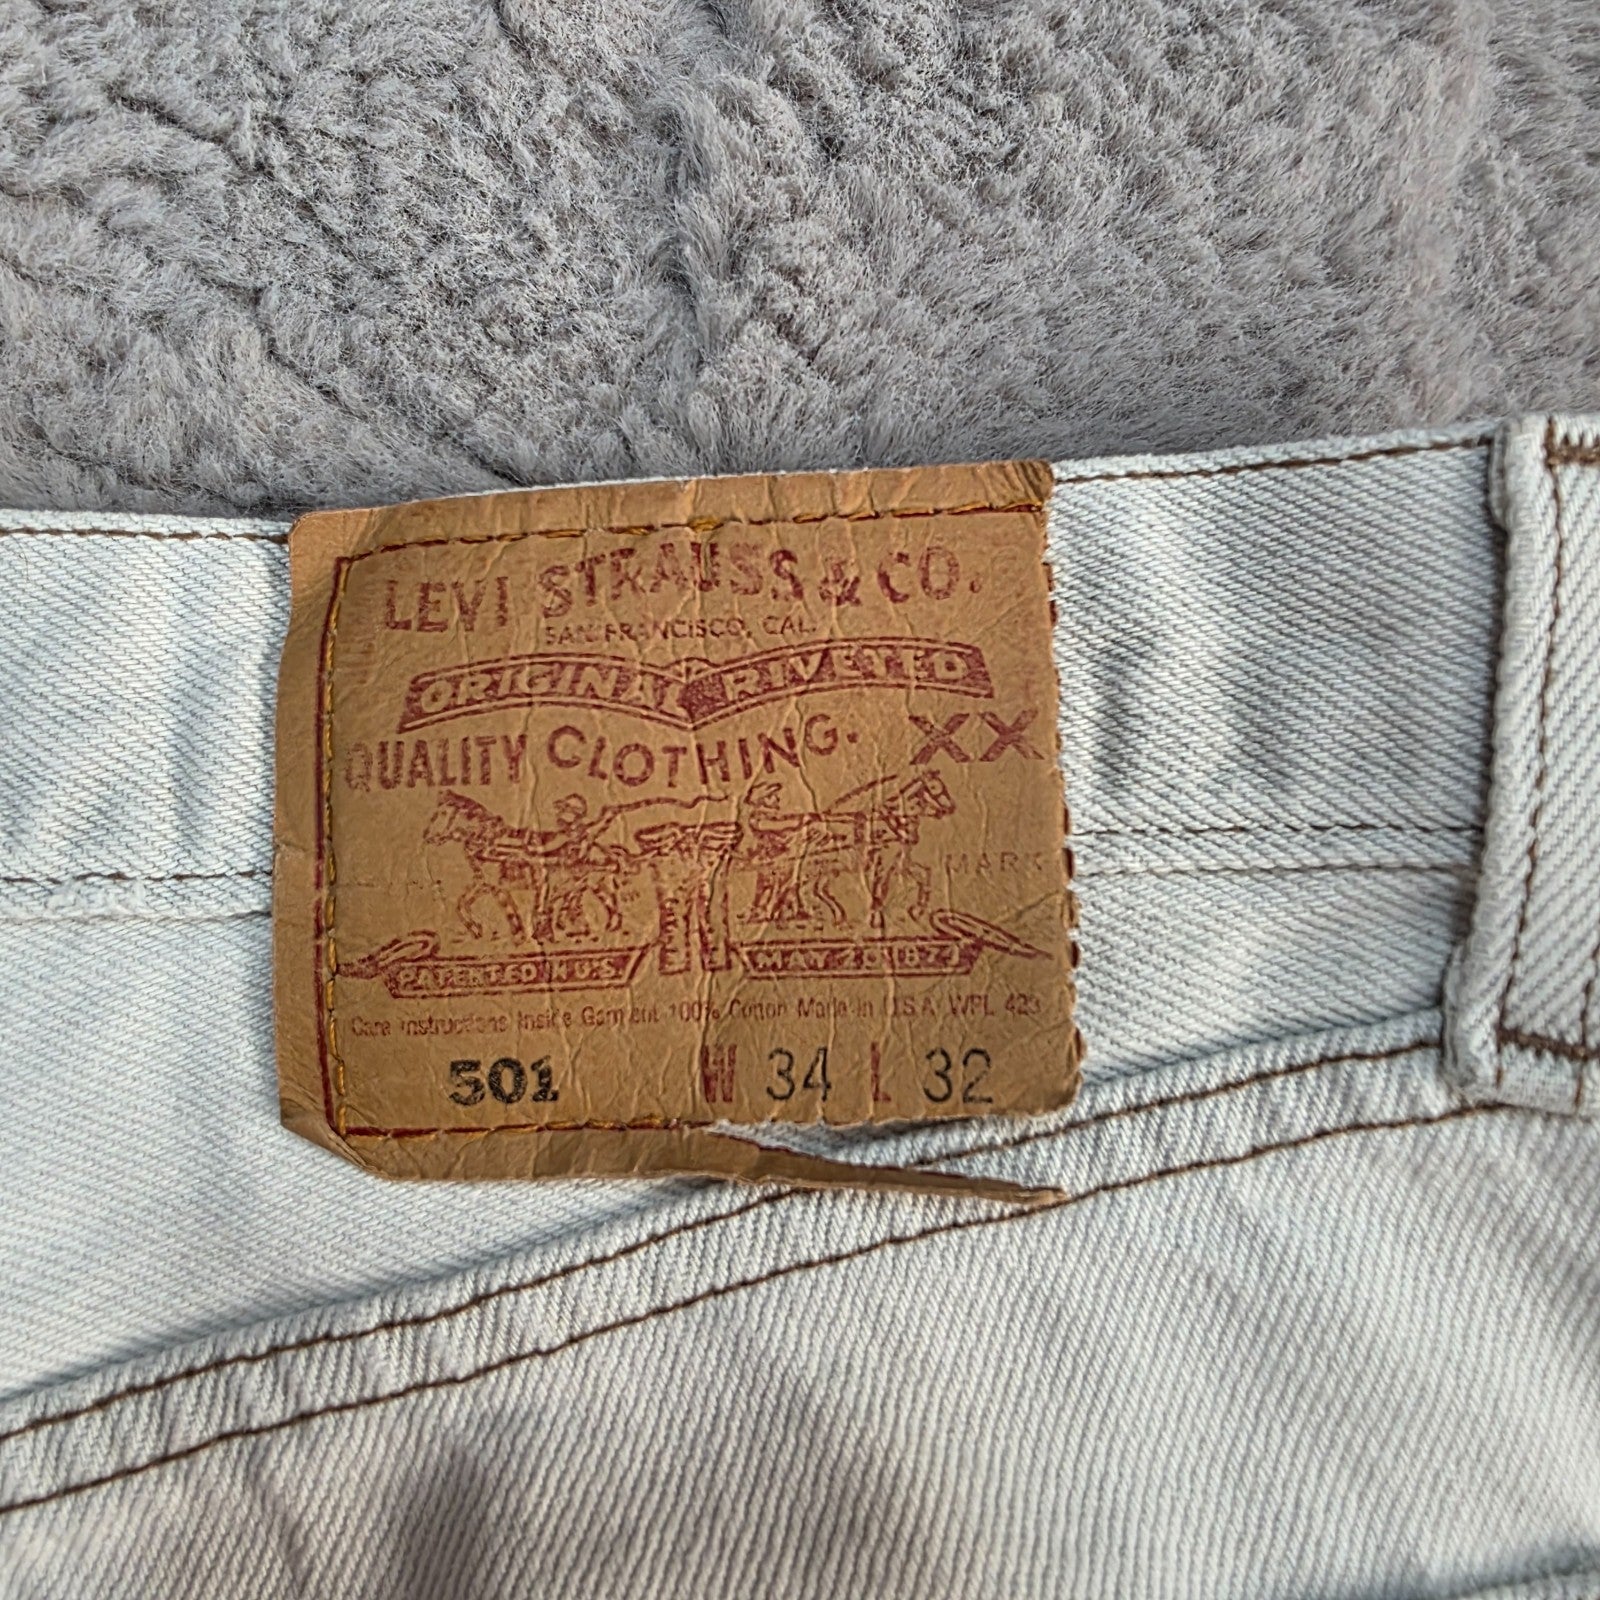 LEVI STRAUSS & CO.
SAN FRANCISCO, CAL.
ORIGINAL RIVETED
QUALITY CLOTHING. XX
MARK
PATENTED IN U.S. MAY 20 1873
Care instructions Inside Garment 100% Cotton Made in U.S.A. WPL 423
501 W 34 L 32